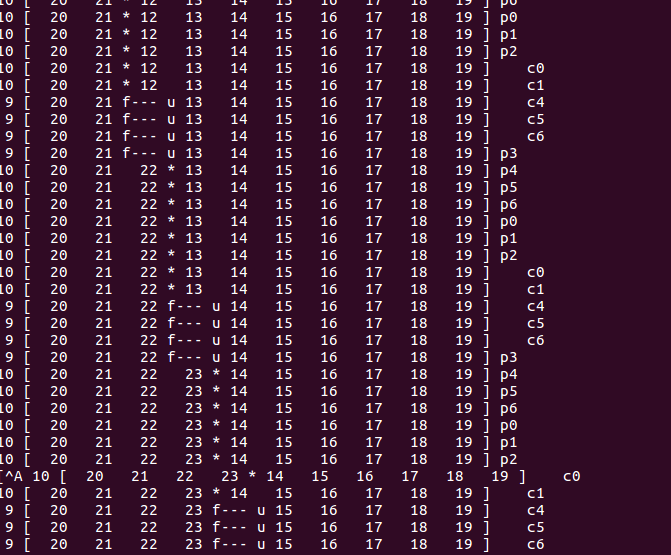 10 [  20   21 * 12   13   14   15   16   17   18   19 ] p6
10 [  20   21 * 12   13   14   15   16   17   18   19 ] p0
10 [  20   21 * 12   13   14   15   16   17   18   19 ] p1
10 [  20   21 * 12   13   14   15   16   17   18   19 ] p2
10 [  20   21 * 12   13   14   15   16   17   18   19 ]    c0
10 [  20   21 * 12   13   14   15   16   17   18   19 ]    c1
9 [  20   21 f--- u 13   14   15   16   17   18   19 ]    c4
9 [  20   21 f--- u 13   14   15   16   17   18   19 ]    c5
9 [  20   21 f--- u 13   14   15   16   17   18   19 ]    c6
9 [  20   21 f--- u 13   14   15   16   17   18   19 ] p3
10 [  20   21   22 * 13   14   15   16   17   18   19 ] p4
10 [  20   21   22 * 13   14   15   16   17   18   19 ] p5
10 [  20   21   22 * 13   14   15   16   17   18   19 ] p6
10 [  20   21   22 * 13   14   15   16   17   18   19 ] p0
10 [  20   21   22 * 13   14   15   16   17   18   19 ] p1
10 [  20   21   22 * 13   14   15   16   17   18   19 ] p2
10 [  20   21   22 * 13   14   15   16   17   18   19 ]    c0
10 [  20   21   22 * 13   14   15   16   17   18   19 ]    c1
9 [  20   21   22 f--- u 14   15   16   17   18   19 ]    c4
9 [  20   21   22 f--- u 14   15   16   17   18   19 ]    c5
9 [  20   21   22 f--- u 14   15   16   17   18   19 ]    c6
9 [  20   21   22 f--- u 14   15   16   17   18   19 ] p3
10 [  20   21   22   23 * 14   15   16   17   18   19 ] p4
10 [  20   21   22   23 * 14   15   16   17   18   19 ] p5
10 [  20   21   22   23 * 14   15   16   17   18   19 ] p6
10 [  20   21   22   23 * 14   15   16   17   18   19 ] p0
10 [  20   21   22   23 * 14   15   16   17   18   19 ] p1
10 [  20   21   22   23 * 14   15   16   17   18   19 ] p2
[^A 10 [  20   21   22   23 * 14   15   16   17   18   19 ]    c0
10 [  20   21   22   23 * 14   15   16   17   18   19 ]    c1
9 [  20   21   22   23 f--- u 15   16   17   18   19 ]    c4
9 [  20   21   22   23 f--- u 15   16   17   18   19 ]    c5
9 [  20   21   22   23 f--- u 15   16   17   18   19 ]    c6